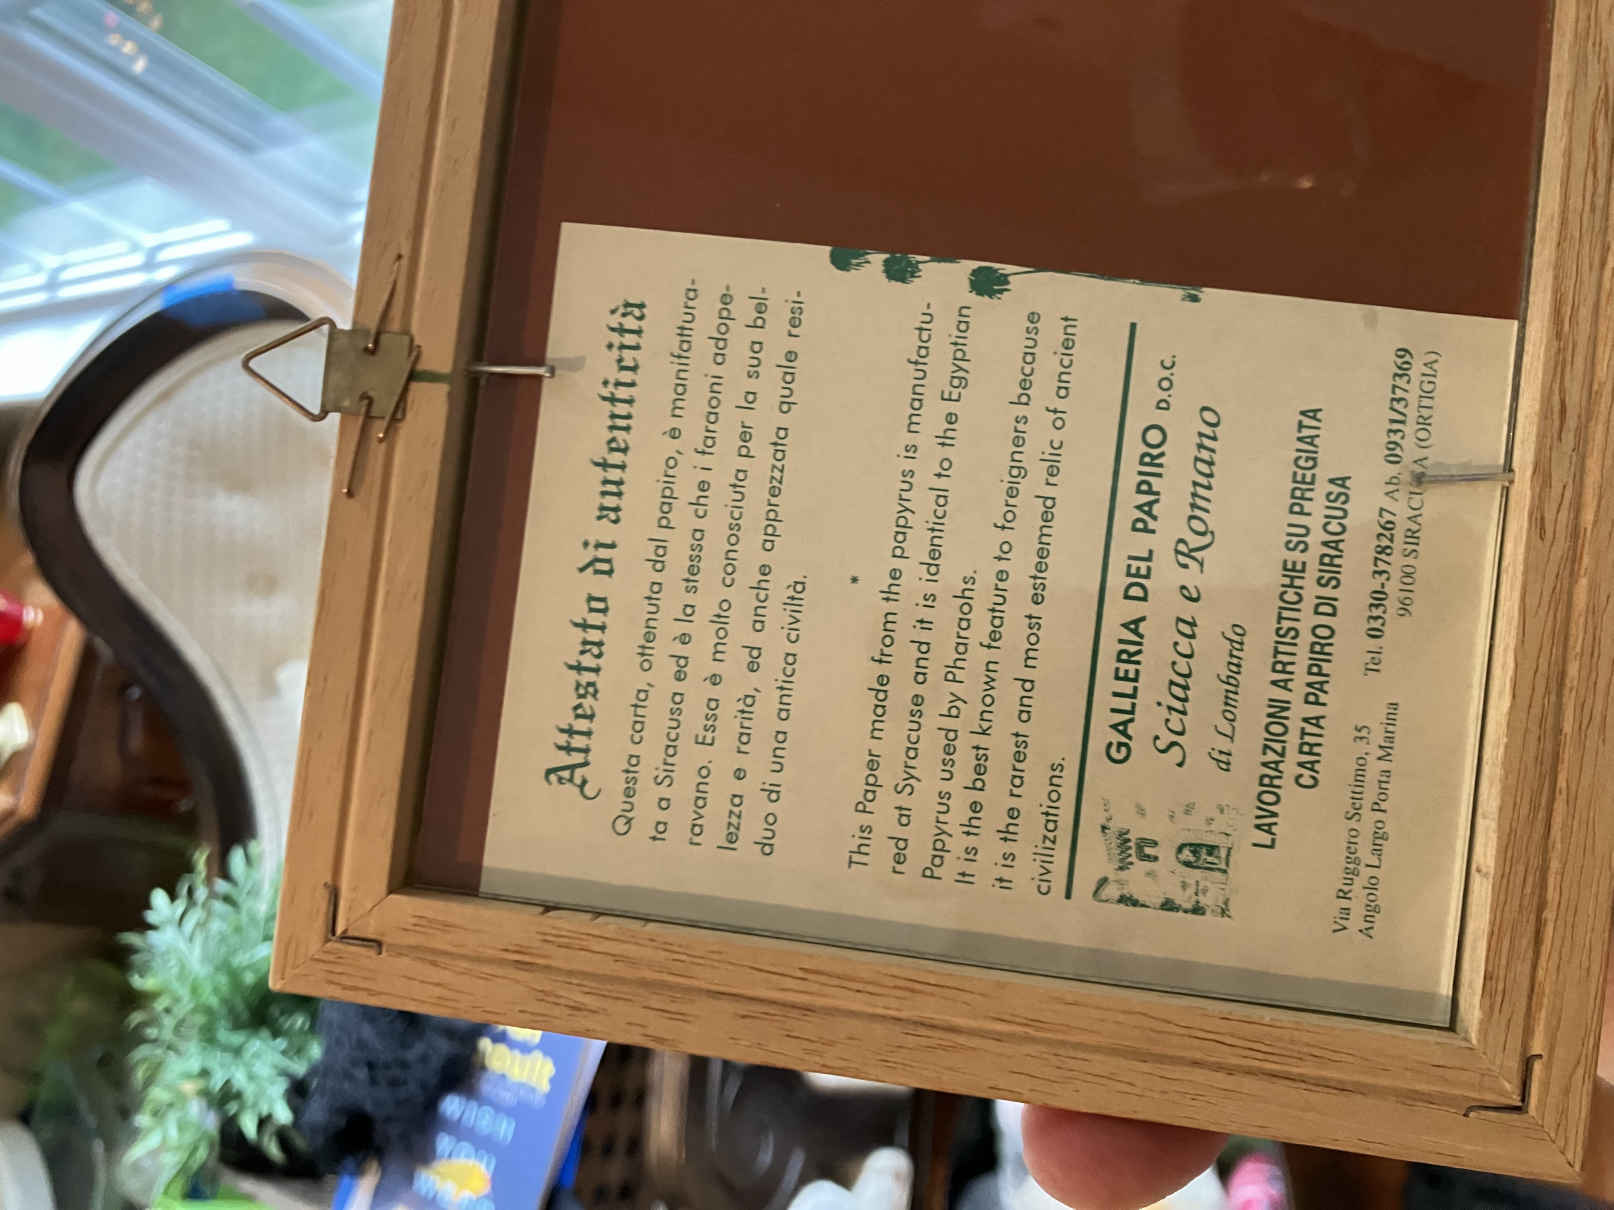 Attestato di autenticità
Questa carta, ottenuta dal papiro, è manifattura-
ta a Siracusa ed è la stessa che i faraoni adope-
ravano. Essa è molto conosciuta per la sua bel-
lezza e rarità, ed anche apprezzata quale resi-
duo di una antica civiltà.
*
This Paper made from the papyrus is manufactu-
red at Syracuse and it is identical to the Egyptian
Papyrus used by Pharaohs.
It is the best known feature to foreigners because
it is the rarest and most esteemed relic of ancient
civilizations.
GALLERIA DEL PAPIRO D.O.C.
Sciacca e Romano
di Lombardo
LAVORAZIONI ARTISTICHE SU PREGIATA
CARTA PAPIRO DI SIRACUSA
Via Ruggero Settimo, 35 Tel. 0330-378267 Ab. 0931/37369
Angolo Largo Porta Marina 96100 SIRACUSA (ORTIGIA)
WISH
YOU